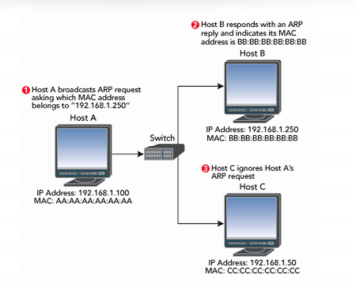 2 Host B responds with an ARP
reply and indicates its MAC
address is BB:BB:BB:BB:BB:BB
Host B
1 Host A broadcasts ARP request
asking which MAC address
belongs to "192.168.1.250"
Host A
Switch
IP Address: 192.168.1.250
MAC: BB:BB:BB:BB:BB:BB
3 Host C ignores Host A's
ARP request
Host C
IP Address: 192.168.1.100
MAC: AA:AA:AA:AA:AA:AA
IP Address: 192.168.1.50
MAC: CC:CC:CC:CC:CC:CC